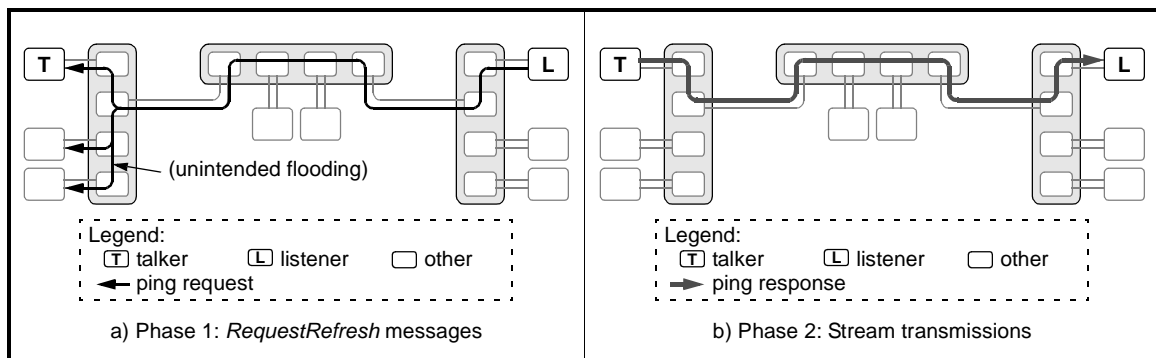 T
L
(unintended flooding)
Legend:
T talker
L listener
other
ping request
a) Phase 1: RequestRefresh messages
T
L
Legend:
T talker
L listener
other
ping response
b) Phase 2: Stream transmissions